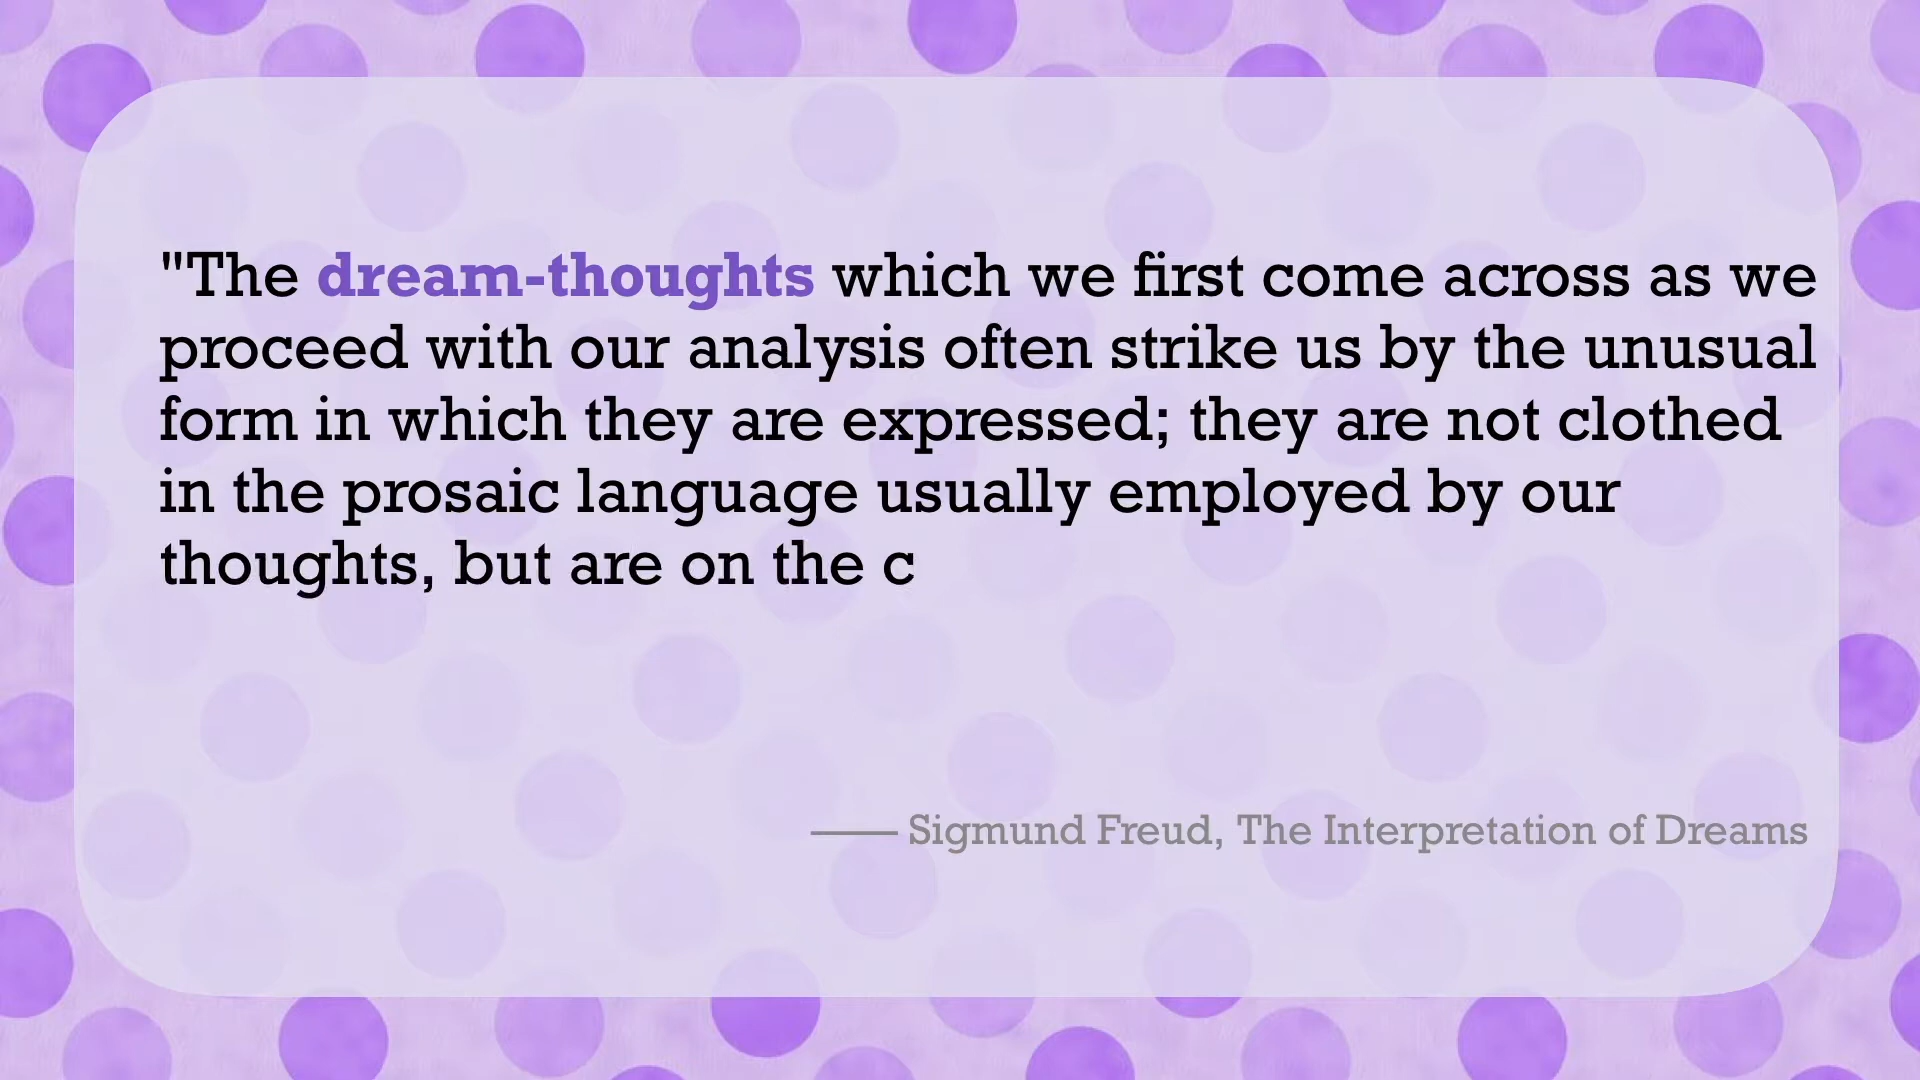 "The dream-thoughts which we first come across as we
proceed with our analysis often strike us by the unusual
form in which they are expressed; they are not clothed
in the prosaic language usually employed by our
thoughts, but are on the c
—— Sigmund Freud, The Interpretation of Dreams